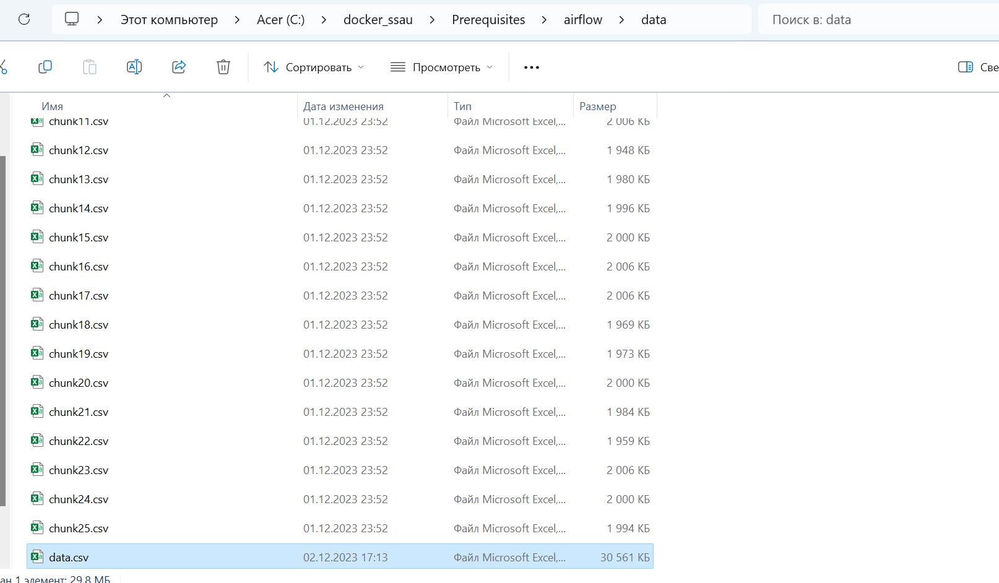 Этот компьютер > Acer (C:) > docker_ssau > Prerequisites > airflow > data
Поиск в: data
Сортировать
Просмотреть
Све
Имя Дата изменения Тип Размер
chunk11.csv 01.12.2023 23:52 Файл Microsoft Excel,... 2 006 КБ
chunk12.csv 01.12.2023 23:52 Файл Microsoft Excel,... 1 948 КБ
chunk13.csv 01.12.2023 23:52 Файл Microsoft Excel,... 1 980 КБ
chunk14.csv 01.12.2023 23:52 Файл Microsoft Excel,... 1 996 КБ
chunk15.csv 01.12.2023 23:52 Файл Microsoft Excel,... 2 000 КБ
chunk16.csv 01.12.2023 23:52 Файл Microsoft Excel,... 2 006 КБ
chunk17.csv 01.12.2023 23:52 Файл Microsoft Excel,... 2 006 КБ
chunk18.csv 01.12.2023 23:52 Файл Microsoft Excel,... 1 969 КБ
chunk19.csv 01.12.2023 23:52 Файл Microsoft Excel,... 1 973 КБ
chunk20.csv 01.12.2023 23:52 Файл Microsoft Excel,... 2 000 КБ
chunk21.csv 01.12.2023 23:52 Файл Microsoft Excel,... 1 984 КБ
chunk22.csv 01.12.2023 23:52 Файл Microsoft Excel,... 1 959 КБ
chunk23.csv 01.12.2023 23:52 Файл Microsoft Excel,... 2 006 КБ
chunk24.csv 01.12.2023 23:52 Файл Microsoft Excel,... 2 000 КБ
chunk25.csv 01.12.2023 23:52 Файл Microsoft Excel,... 1 994 КБ
data.csv 02.12.2023 17:13 Файл Microsoft Excel,... 30 561 КБ
ан 1 элемент: 29,8 МБ